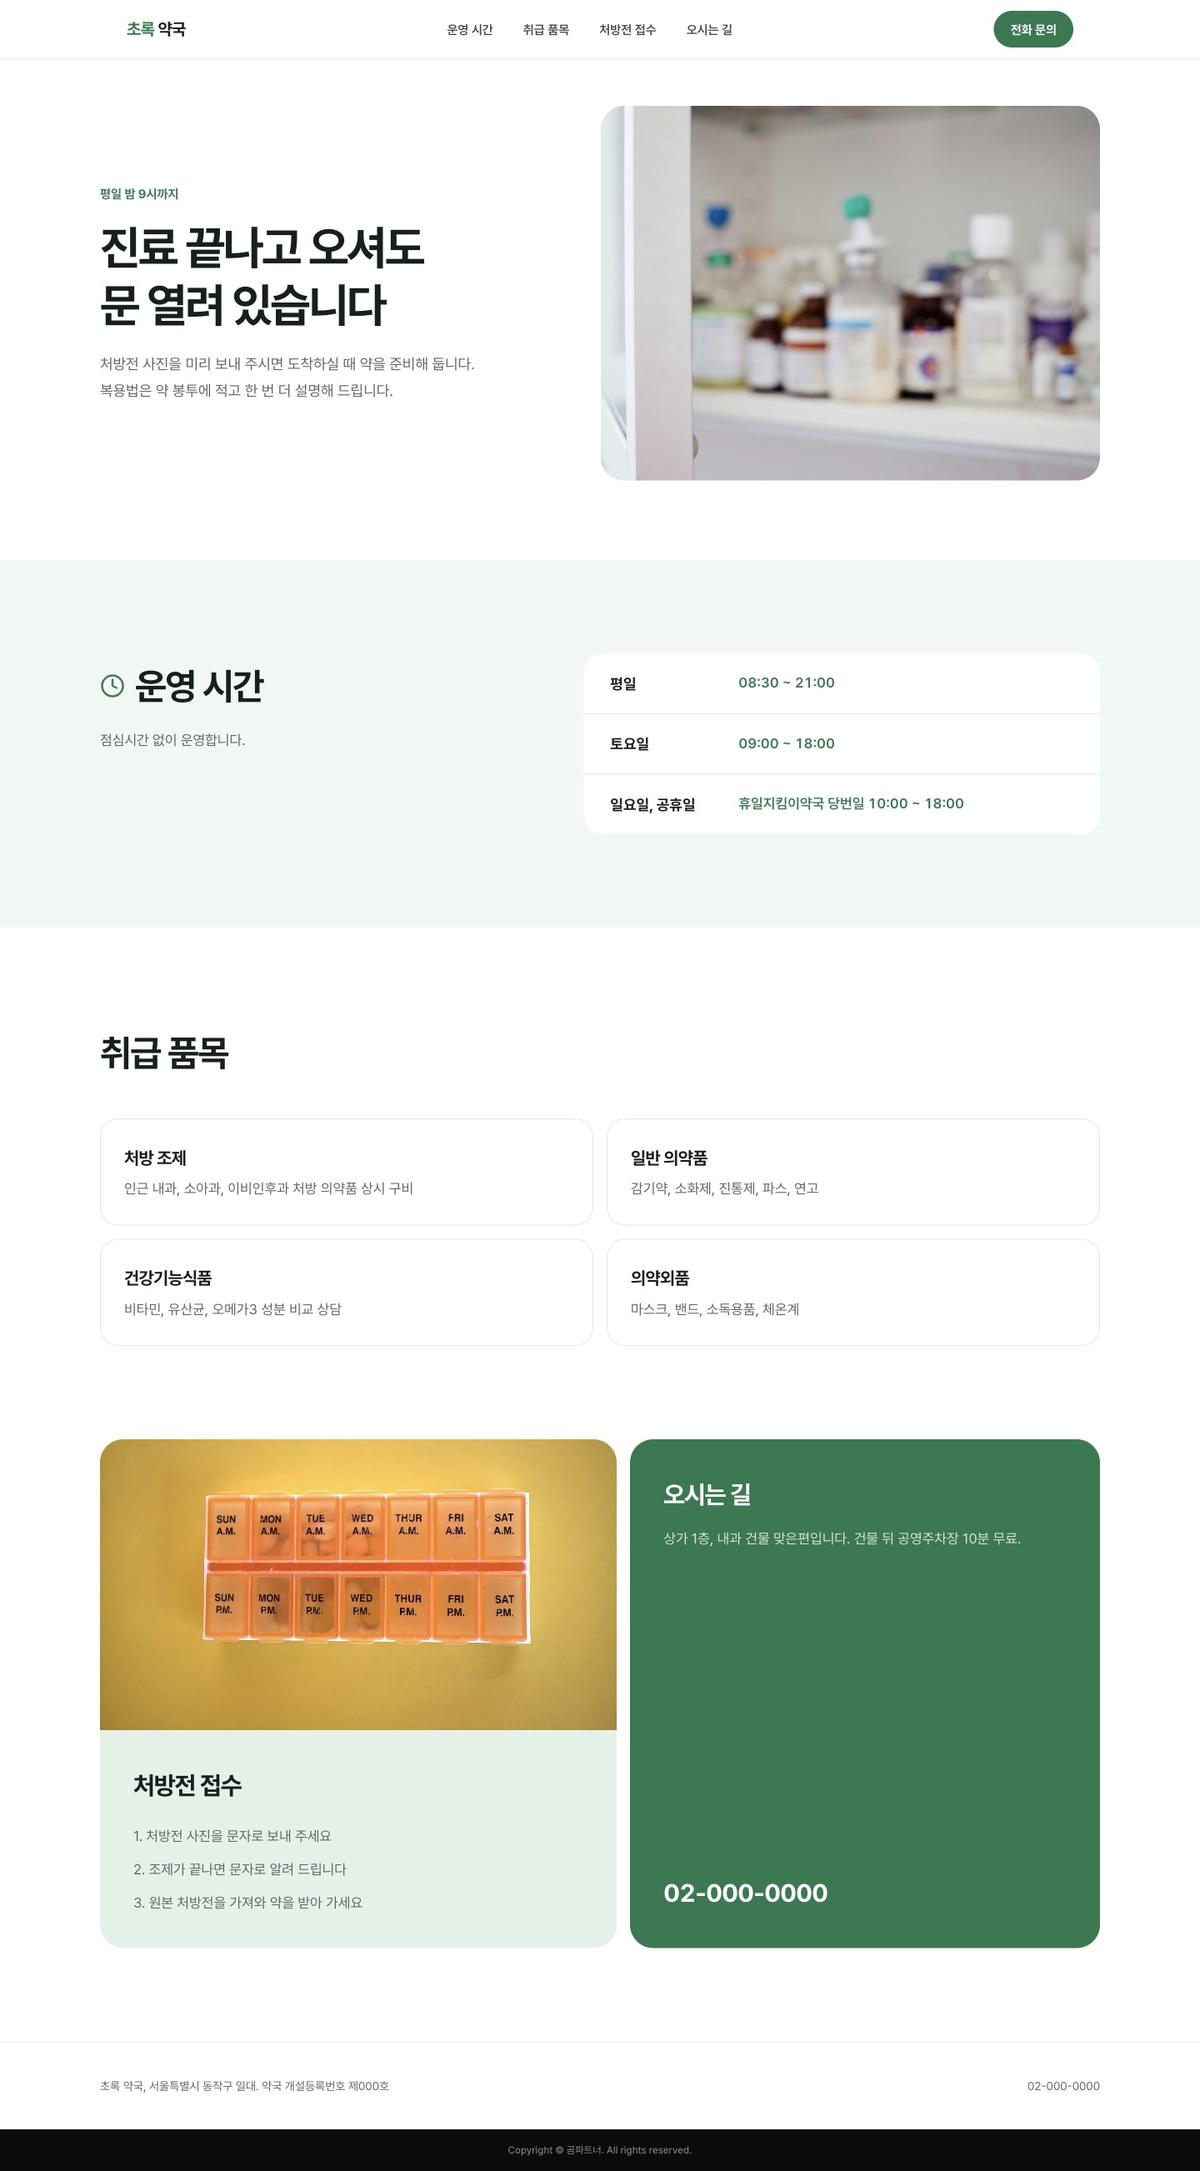 초록 약국
운영 시간
취급 품목
처방전 접수
오시는 길
전화 문의
평일 밤 9시까지
진료 끝나고 오셔도
문 열려 있습니다
처방전 사진을 미리 보내 주시면 도착하실 때 약을 준비해 둡니다.
복용법은 약 봉투에 적고 한 번 더 설명해 드립니다.
운영 시간
점심시간 없이 운영합니다.
평일 08:30 ~ 21:00
토요일 09:00 ~ 18:00
일요일, 공휴일 휴일지킴이약국 당번일 10:00 ~ 18:00
취급 품목
처방 조제
인근 내과, 소아과, 이비인후과 처방 의약품 상시 구비
일반 의약품
감기약, 소화제, 진통제, 파스, 연고
건강기능식품
비타민, 유산균, 오메가3 성분 비교 상담
의약외품
마스크, 밴드, 소독용품, 체온계
SUN MON TUE WED THUR FRI SAT
A.M. A.M. A.M. A.M. A.M. A.M. A.M.
SUN MON TUE WED THUR FRI SAT
P.M. P.M. P.M. P.M. P.M. P.M. P.M.
처방전 접수
1. 처방전 사진을 문자로 보내 주세요
2. 조제가 끝나면 문자로 알려 드립니다
3. 원본 처방전을 가져와 약을 받아 가세요
오시는 길
상가 1층, 내과 건물 맞은편입니다. 건물 뒤 공영주차장 10분 무료.
02-000-0000
초록 약국, 서울특별시 동작구 일대. 약국 개설등록번호 제000호
02-000-0000
Copyright © 곰파트너. All rights reserved.